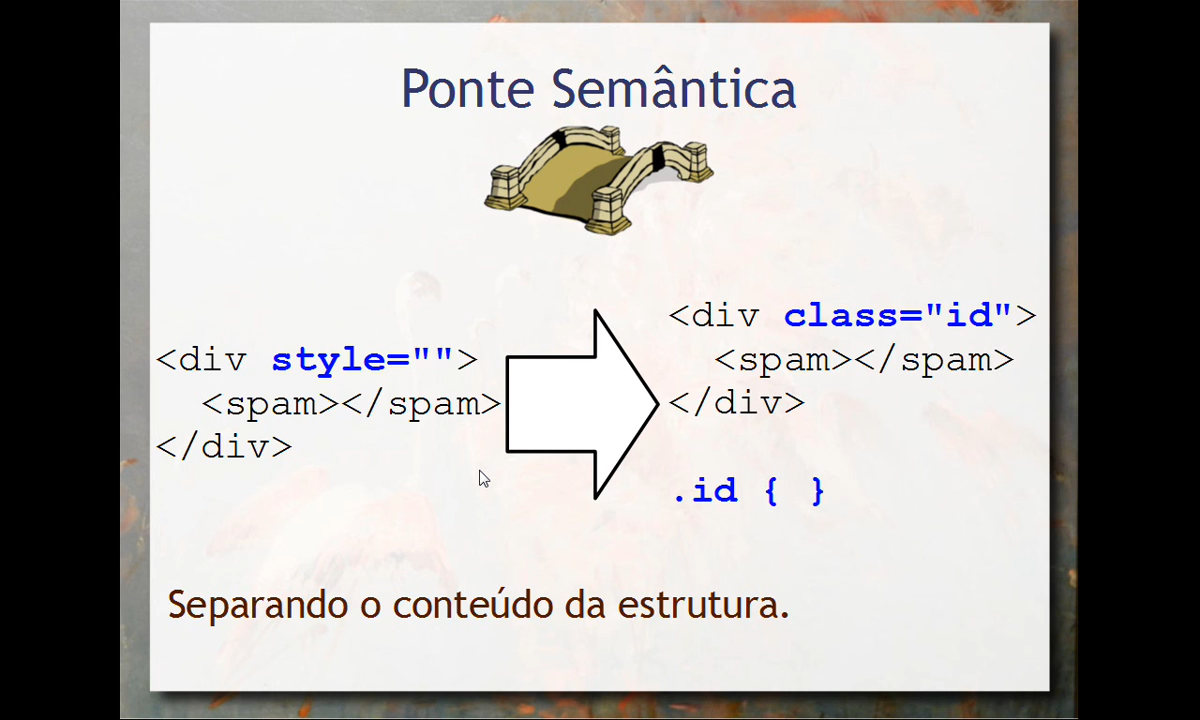 Ponte Semântica
<div style="">
<spam></spam>
</div>
<div class="id">
<spam></spam>
</div>
.id { }
Separando o conteúdo da estrutura.